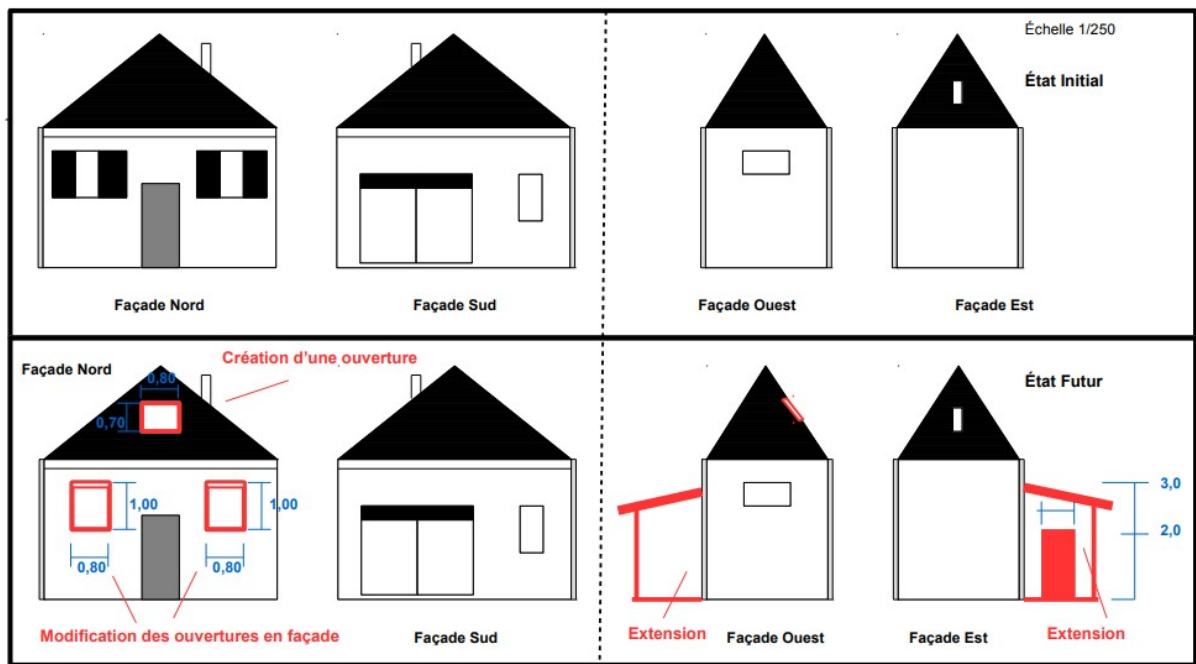 Échelle 1/250
État Initial
Façade Nord
Façade Sud
Façade Ouest
Façade Est
Façade Nord
Création d'une ouverture
0,80
0,70
État Futur
1,00
1,00
3,0
2,0
0,80
0,80
Modification des ouvertures en façade
Façade Sud
Extension
Façade Ouest
Façade Est
Extension